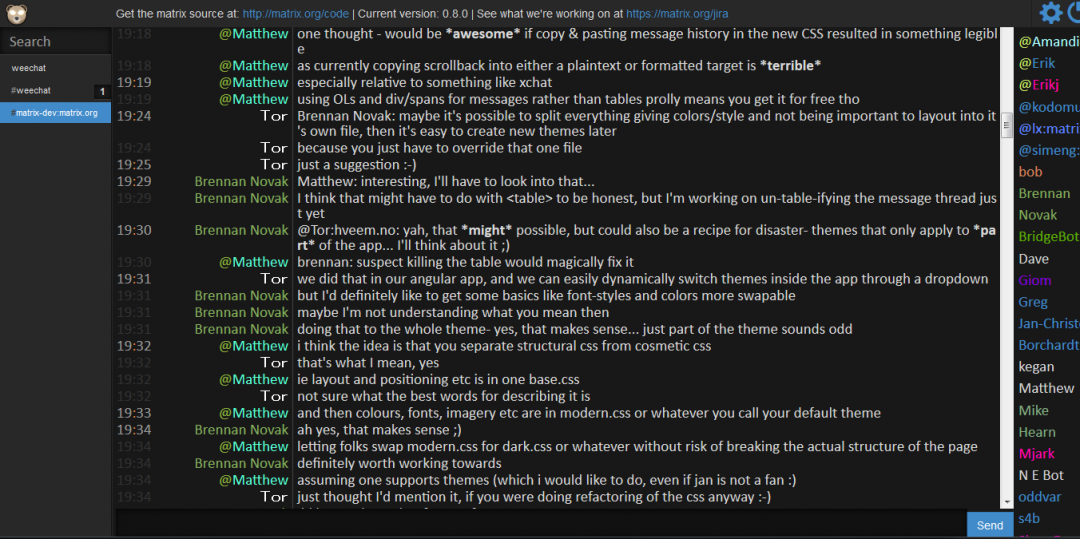 Get the matrix source at: http://matrix.org/code | Current version: 0.8.0 | See what we're working on at https://matrix.org/jira
Search
weechat
#weechat 1
#matrix-dev:matrix.org
19:18 @Matthew one thought - would be *awesome* if copy & pasting message history in the new CSS resulted in something legibl
e
19:18 @Matthew as currently copying scrollback into either a plaintext or formatted target is *terrible*
19:19 @Matthew especially relative to something like xchat
19:19 @Matthew using OLs and div/spans for messages rather than tables prolly means you get it for free tho
19:24 Tor Brennan Novak: maybe it's possible to split everything giving colors/style and not being important to layout into it
's own file, then it's easy to create new themes later
19:24 Tor because you just have to override that one file
19:25 Tor just a suggestion :-)
19:29 Brennan Novak Matthew: interesting, I'll have to look into that...
19:29 Brennan Novak I think that might have to do with <table> to be honest, but I'm working on un-table-ifying the message thread jus
t yet
19:30 Brennan Novak @Tor:hveem.no: yah, that *might* possible, but could also be a recipe for disaster- themes that only apply to *pa
rt* of the app... I'll think about it ;)
19:30 @Matthew brennan: suspect killing the table would magically fix it
19:31 Tor we did that in our angular app, and we can easily dynamically switch themes inside the app through a dropdown
19:31 Brennan Novak but I'd definitely like to get some basics like font-styles and colors more swapable
19:31 Brennan Novak maybe I'm not understanding what you mean then
19:31 Brennan Novak doing that to the whole theme- yes, that makes sense... just part of the theme sounds odd
19:32 @Matthew i think the idea is that you separate structural css from cosmetic css
19:32 Tor that's what I mean, yes
19:32 @Matthew ie layout and positioning etc is in one base.css
19:32 Tor not sure what the best words for describing it is
19:33 @Matthew and then colours, fonts, imagery etc are in modern.css or whatever you call your default theme
19:34 Brennan Novak ah yes, that makes sense ;)
19:34 @Matthew letting folks swap modern.css for dark.css or whatever without risk of breaking the actual structure of the page
19:34 Brennan Novak definitely worth working towards
19:34 @Matthew assuming one supports themes (which i would like to do, even if jan is not a fan :)
19:34 Tor just thought I'd mention it, if you were doing refactoring of the css anyway :-)
Send
@Amandi
@Erik
@Erikj
@kodomu
@lx:matri
@simeng:
bob
Brennan
Novak
BridgeBot
Dave
Giom
Greg
Jan-Christo
Borchardt
kegan
Matthew
Mike
Hearn
Mjark
N E Bot
oddvar
s4b